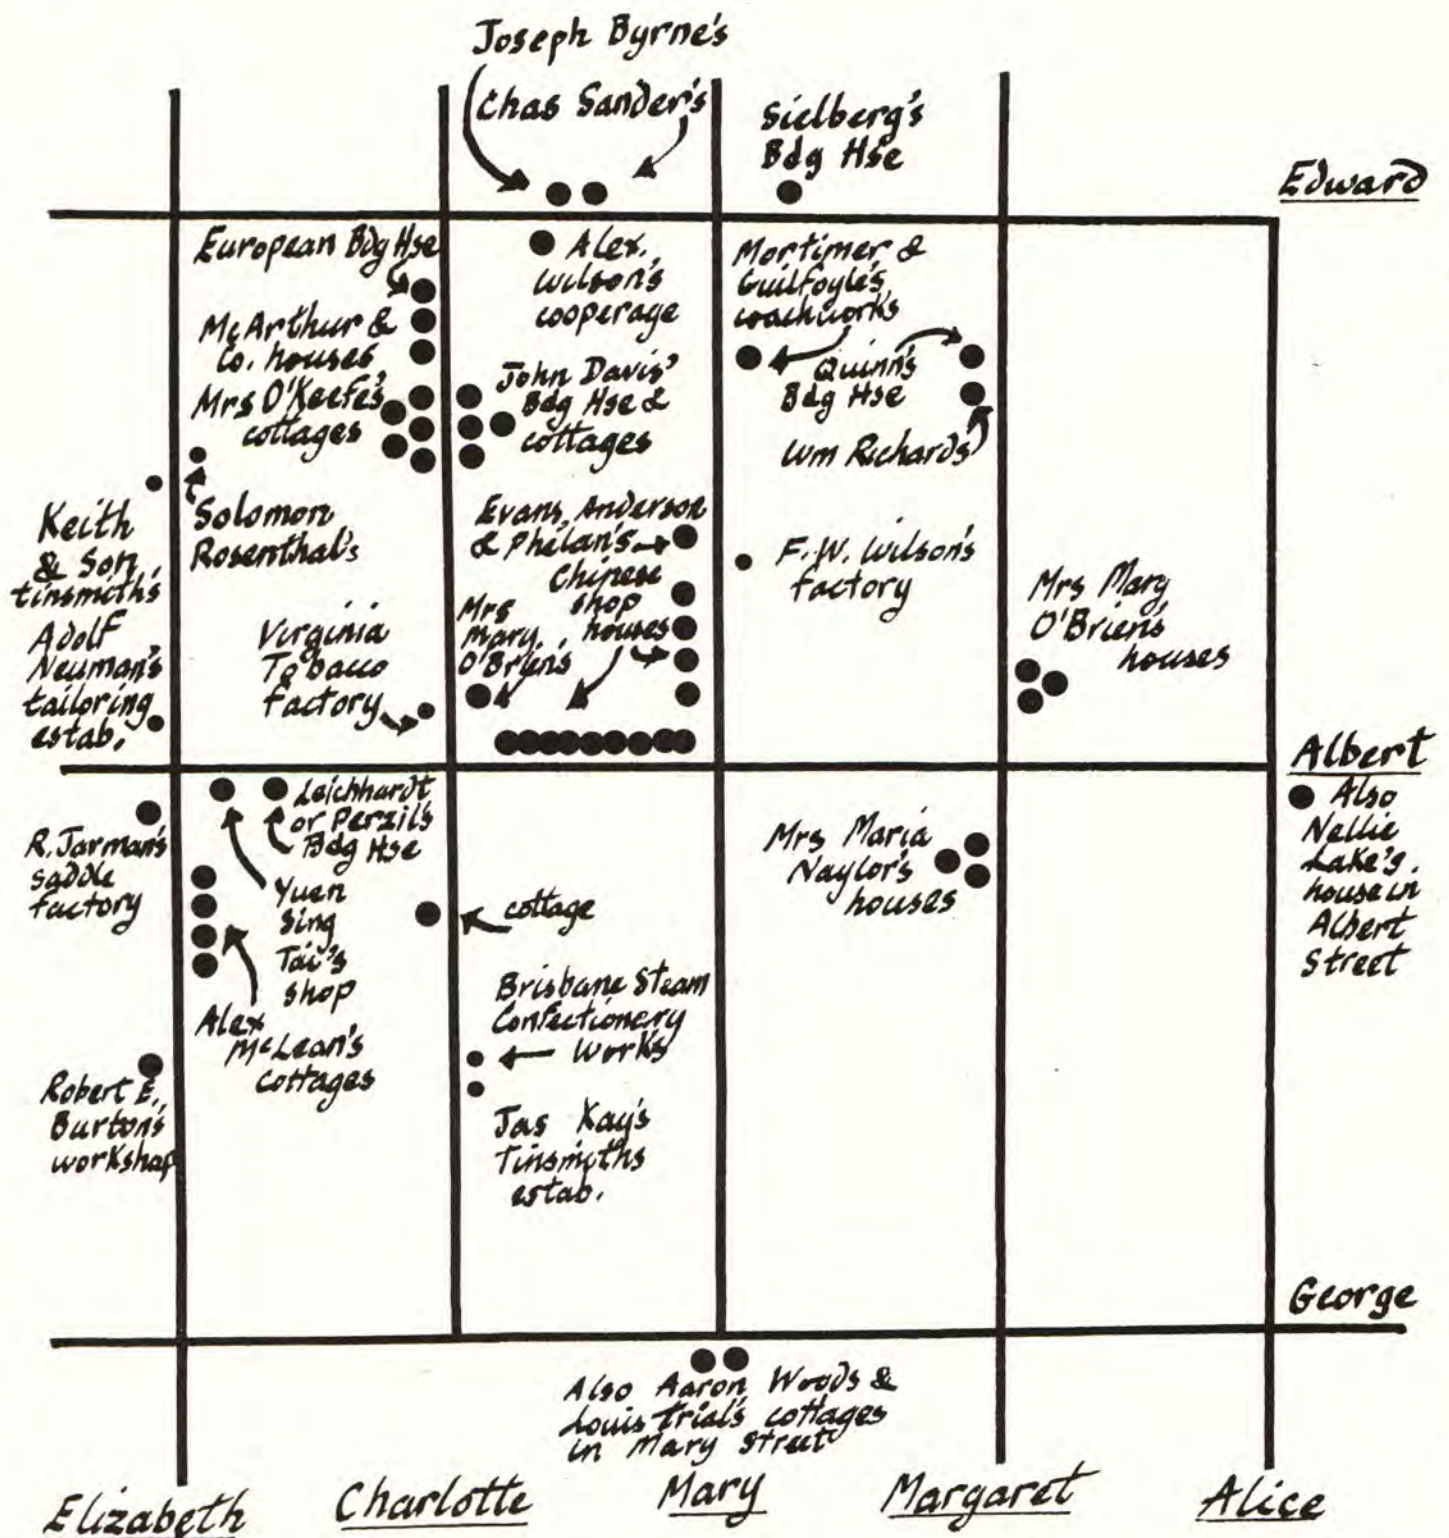 Joseph Byrne's
Chas Sander's
Sielberg's
Bdg Hse
Edward
European Bdg Hse
McArthur &
Co. houses
Mrs O'Keefe's
cottages
Alex.
Wilson's
cooperage
John Davis'
Bdg Hse &
cottages
Mortimer &
Guilfoyle's
coachworks
Quinn's
Bdg Hse
Wm Richards
Keith
& Son,
tinsmiths
Solomon
Rosenthal's
Adolf
Neuman's
tailoring
estab.
Virginia
Tobacco
factory
Evans, Anderson
& Phelan's
Chinese
shop
houses
Mrs
Mary
O'Brien's
F. W. Wilson's
factory
Mrs Mary
O'Brien's
houses
Albert
Also
Nellie
Lake's
house in
Albert
Street
R. Jarman's
saddle
factory
Leichhardt
or Perzil's
Bdg Hse
Yuen
Sing
Tai's
shop
Alex
McLean's
cottages
cottage
Mrs Maria
Naylor's
houses
Brisbane Steam
Confectionery
Works
Jas Kay's
Tinsmiths
estab.
Robert E.
Burton's
workshop
George
Also Aaron Woods &
Louis Trial's cottages
in Mary Street
Elizabeth
Charlotte
Mary
Margaret
Alice